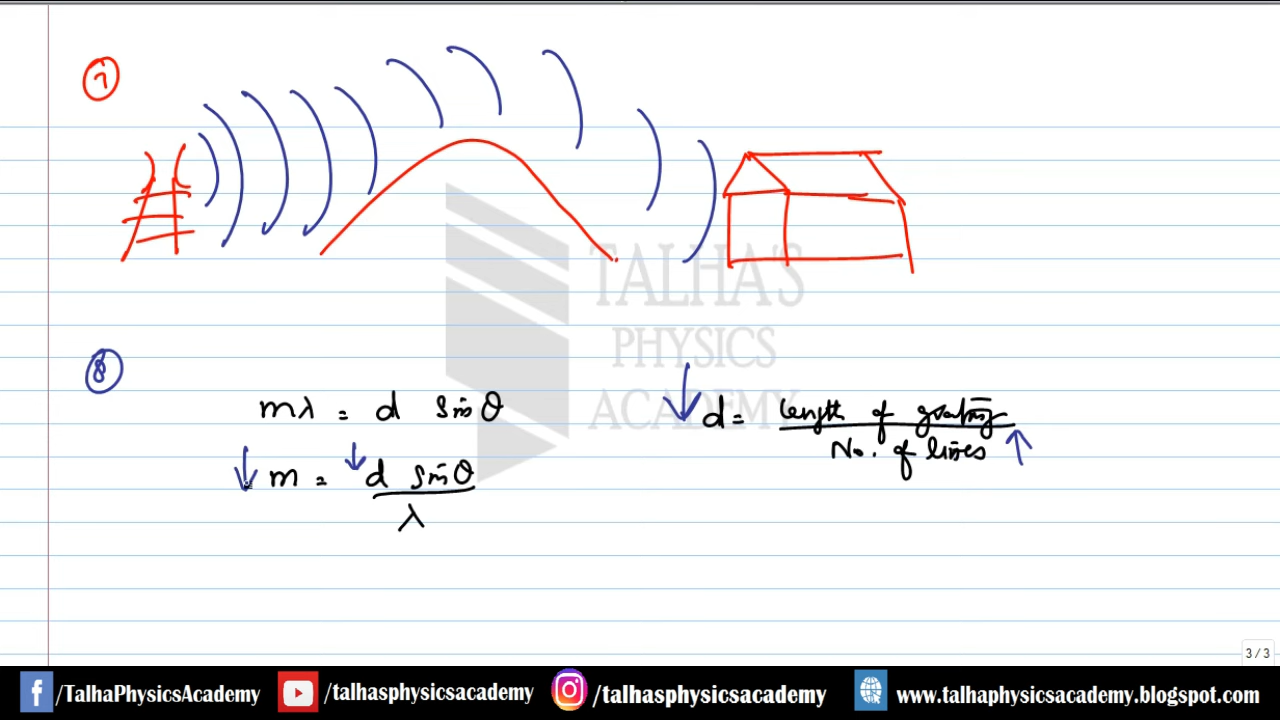 7
TALHA'S
PHYSICS
ACADEMY
8
mλ = d sinθ
d = length of grating / No. of lines
m = d sinθ / λ
3 / 3
/TalhaPhysicsAcademy
/talhasphysicsacademy
/talhasphysicsacademy
www.talhaphysicsacademy.blogspot.com